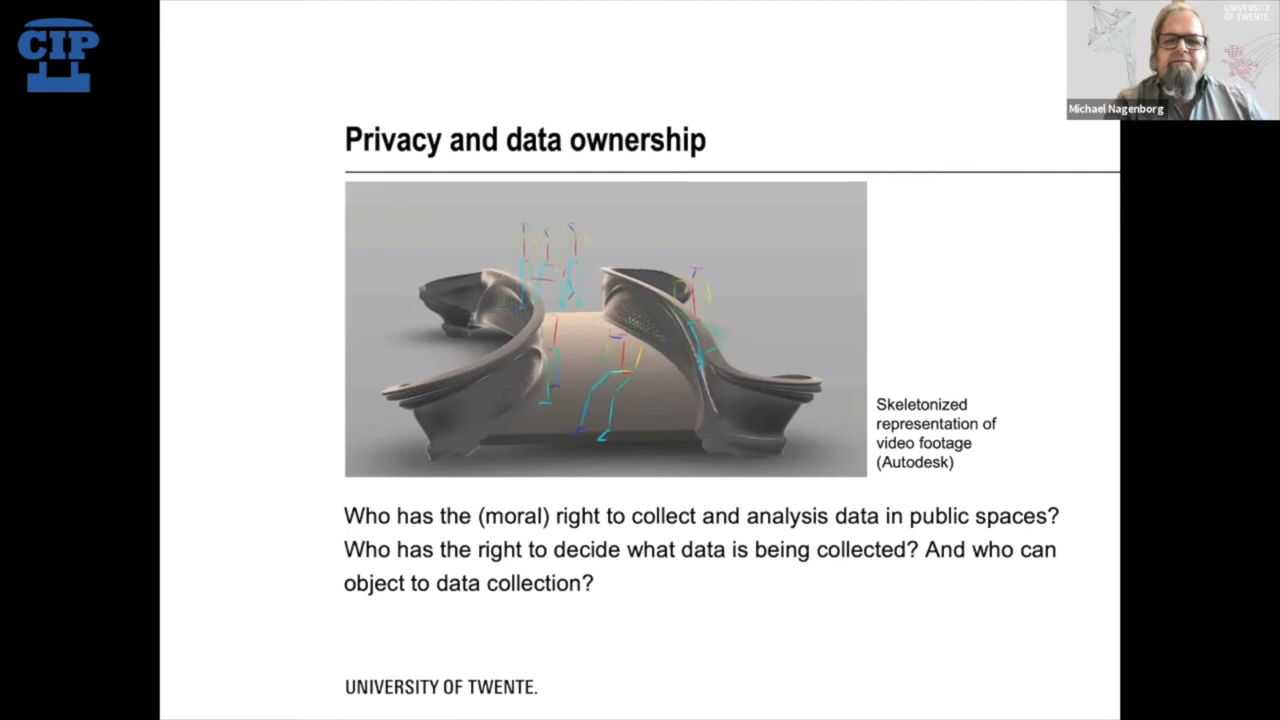 CIP
UNIVERSITY
OF TWENTE.
Michael Nagenborg
Privacy and data ownership
Skeletonized
representation of
video footage
(Autodesk)
Who has the (moral) right to collect and analysis data in public spaces?
Who has the right to decide what data is being collected? And who can
object to data collection?
UNIVERSITY OF TWENTE.